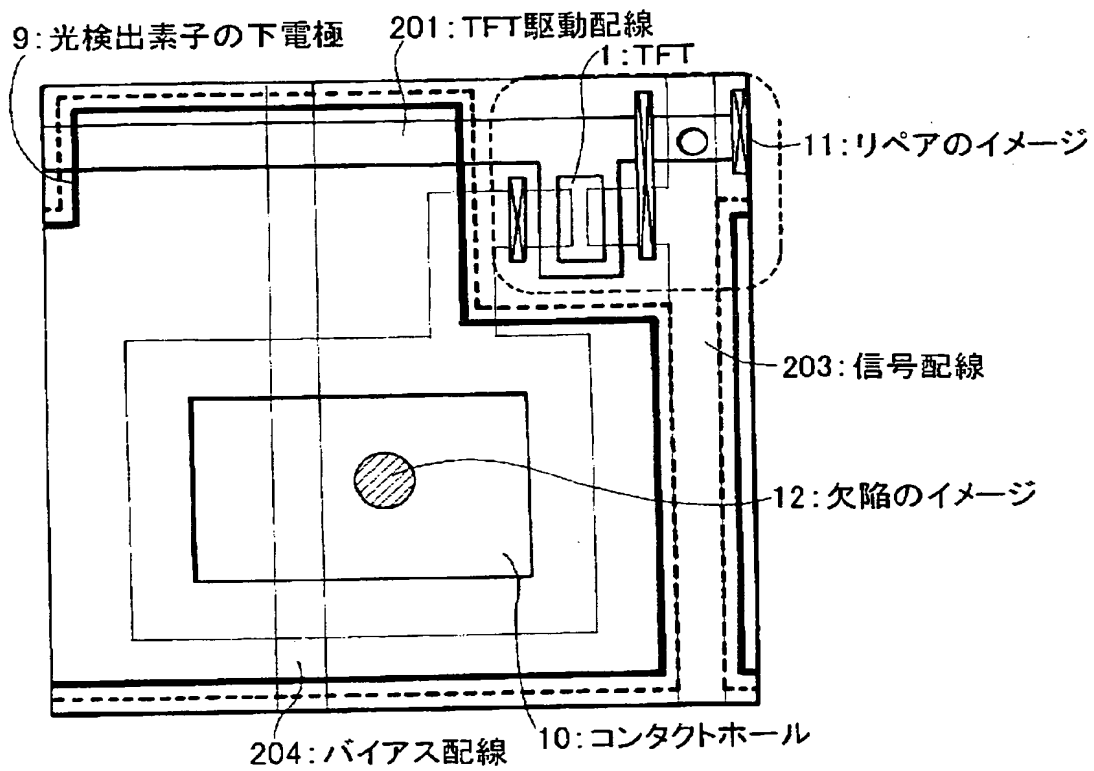 9:光検出素子の下電極
201:TFT駆動配線
1:TFT
11:リペアのイメージ
203:信号配線
12:欠陥のイメージ
204:バイアス配線
10:コンタクトホール